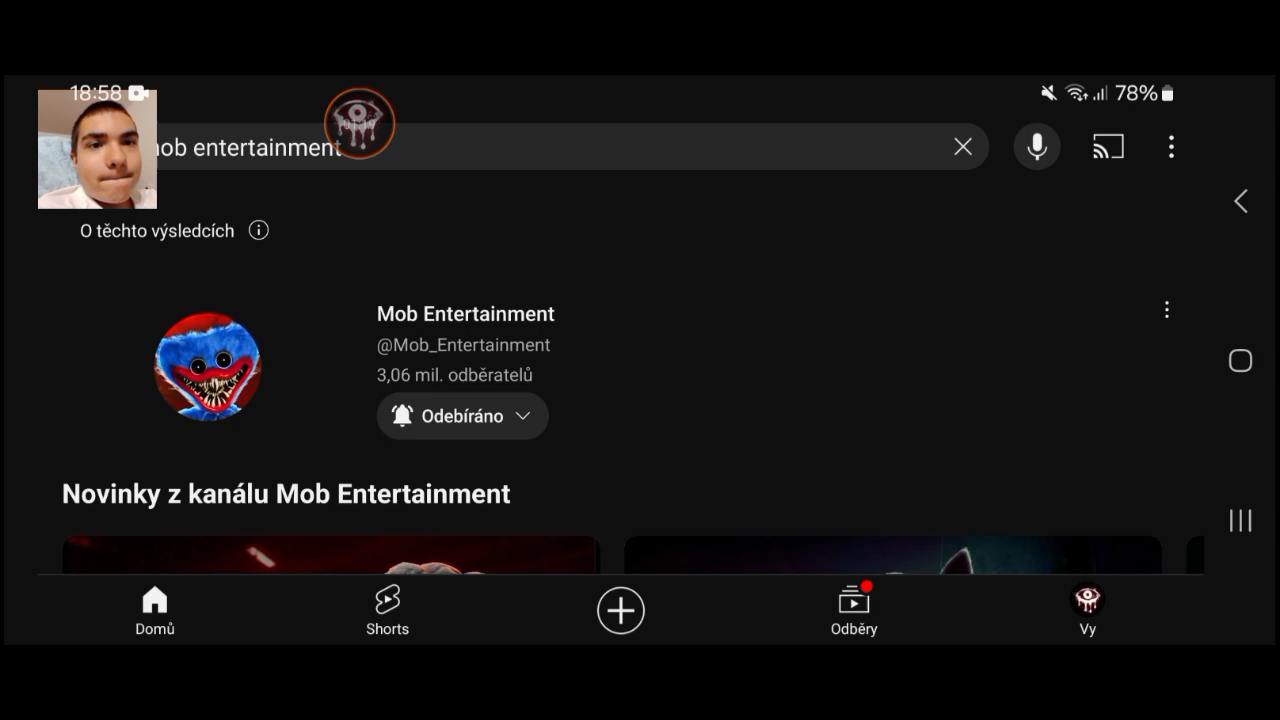 18:58
78%
mob entertainment
O těchto výsledcích
Mob Entertainment
@Mob_Entertainment
3,06 mil. odběratelů
Odebíráno
Novinky z kanálu Mob Entertainment
Domů
Shorts
Odběry
Vy